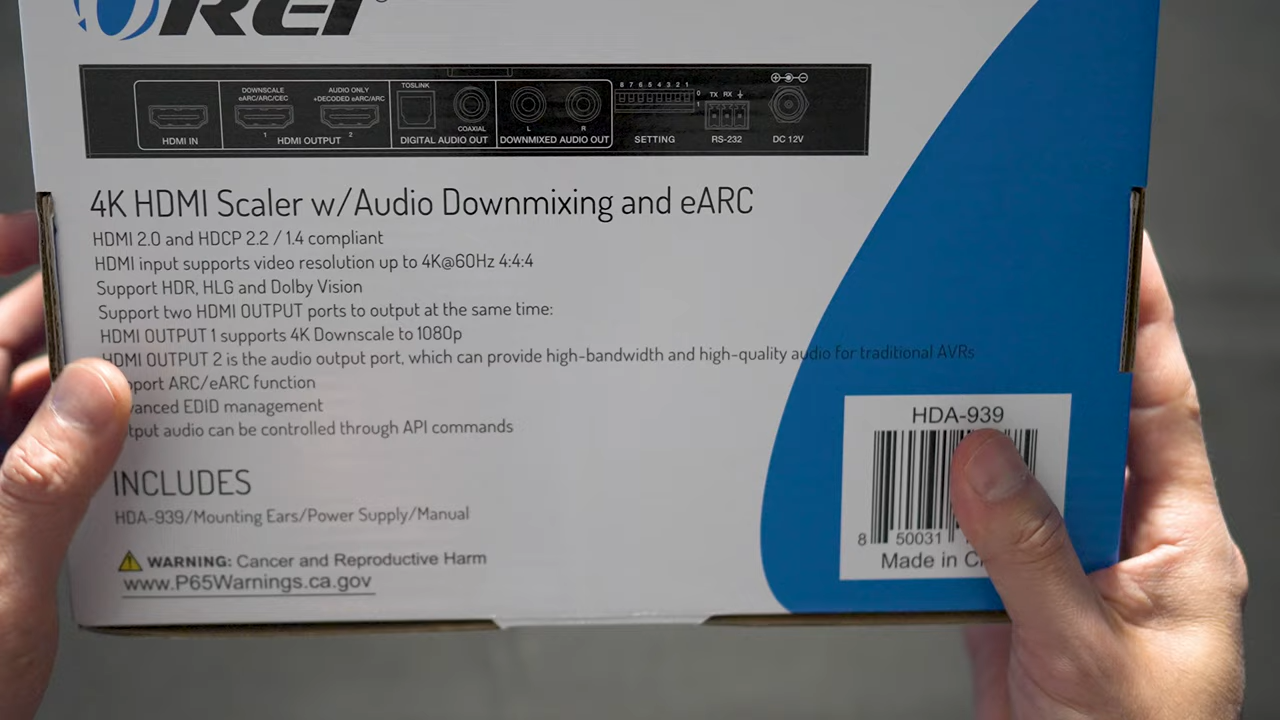 OREI
TOSLINK
8 7 6 5 4 3 2 1
DOWNSCALE
eARC/ARC/CEC
AUDIO ONLY
+DECODED eARC/ARC
0
1
TX RX
COAXIAL
L
R
1
2
HDMI IN
HDMI OUTPUT
DIGITAL AUDIO OUT
DOWNMIXED AUDIO OUT
SETTING
RS-232
DC 12V
4K HDMI Scaler w/Audio Downmixing and eARC
HDMI 2.0 and HDCP 2.2 / 1.4 compliant
HDMI input supports video resolution up to 4K@60Hz 4:4:4
Support HDR, HLG and Dolby Vision
Support two HDMI OUTPUT ports to output at the same time:
HDMI OUTPUT 1 supports 4K Downscale to 1080p
HDMI OUTPUT 2 is the audio output port, which can provide high-bandwidth and high-quality audio for traditional AVRs
pport ARC/eARC function
anced EDID management
tput audio can be controlled through API commands
INCLUDES
HDA-939/Mounting Ears/Power Supply/Manual
WARNING: Cancer and Reproductive Harm
www.P65Warnings.ca.gov
HDA-939
8 50031
Made in C